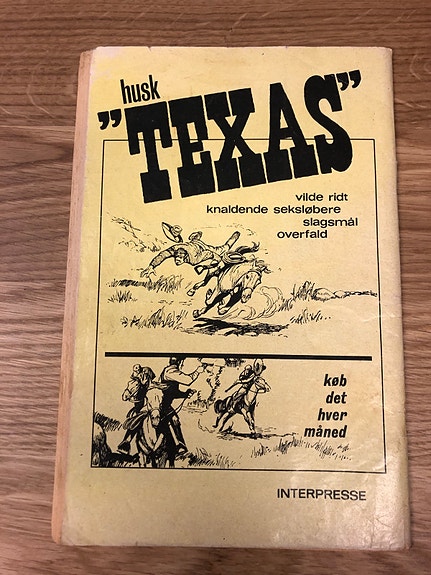 husk
"TEXAS"
vilde ridt
knaldende seksløbere
slagsmål
overfald
køb
det
hver
måned
INTERPRESSE